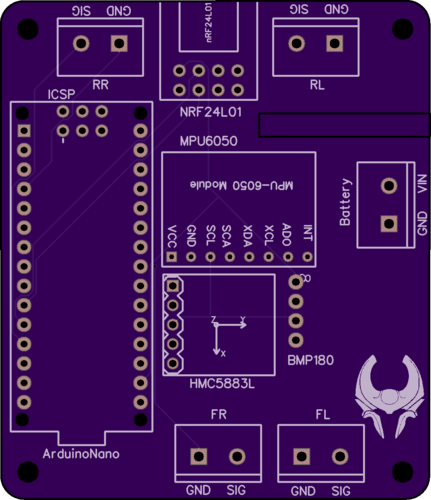 SIG GND
nRF24L01
SIG GND
RR
RL
ICSP
NRF24L01
MPU6050
MPU-6050 Module
Battery
VIN
GND
VCC GND SCL SCA XDA XCL ADO INT
Z Y
X
BMP180
HMC5883L
FR
FL
ArduinoNano
GND SIG
GND SIG